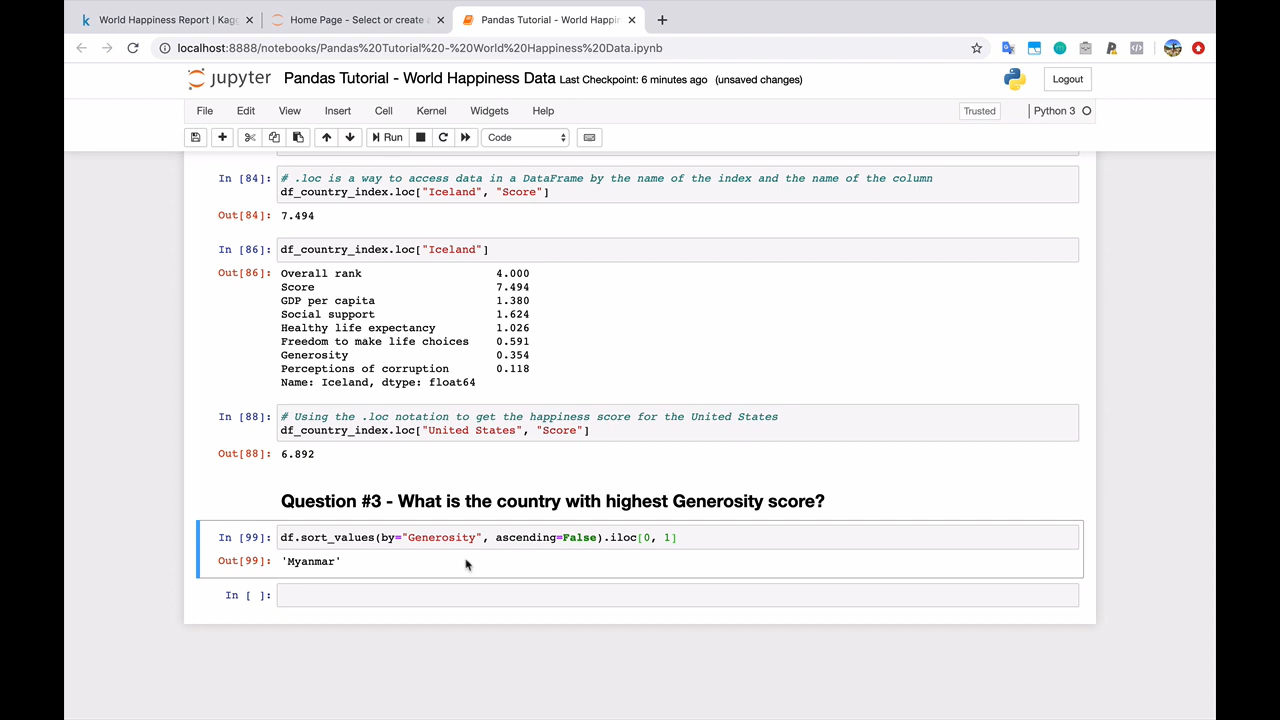 World Happiness Report | Kag
Home Page - Select or create a
Pandas Tutorial - World Happin
localhost:8888/notebooks/Pandas%20Tutorial%20-%20World%20Happiness%20Data.ipynb
jupyter Pandas Tutorial - World Happiness Data Last Checkpoint: 6 minutes ago (unsaved changes)
Logout
File Edit View Insert Cell Kernel Widgets Help
Trusted
Python 3
Run
Code
In [84]: # .loc is a way to access data in a DataFrame by the name of the index and the name of the column
df_country_index.loc["Iceland", "Score"]
Out[84]: 7.494
In [86]: df_country_index.loc["Iceland"]
Out[86]: Overall rank 4.000
Score 7.494
GDP per capita 1.380
Social support 1.624
Healthy life expectancy 1.026
Freedom to make life choices 0.591
Generosity 0.354
Perceptions of corruption 0.118
Name: Iceland, dtype: float64
In [88]: # Using the .loc notation to get the happiness score for the United States
df_country_index.loc["United States", "Score"]
Out[88]: 6.892
Question #3 - What is the country with highest Generosity score?
In [99]: df.sort_values(by="Generosity", ascending=False).iloc[0, 1]
Out[99]: 'Myanmar'
In [ ]: